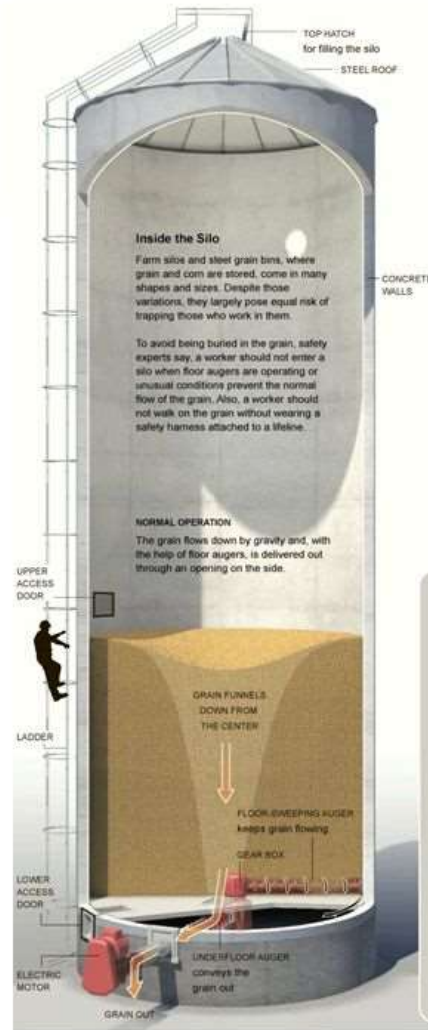 TOP HATCH
for filling the silo
STEEL ROOF
Inside the Silo
Farm silos and steel grain bins, where
grain and corn are stored, come in many
shapes and sizes. Despite those
variations, they largely pose equal risk of
trapping those who work in them.
CONCRETE
WALLS
To avoid being buried in the grain, safety
experts say, a worker should not enter a
silo when floor augers are operating or
unusual conditions prevent the normal
flow of the grain. Also, a worker should
not walk on the grain without wearing a
safety harness attached to a lifeline.
NORMAL OPERATION
The grain flows down by gravity and, with
the help of floor augers, is delivered out
through an opening on the side.
UPPER
ACCESS
DOOR
GRAIN FUNNELS
DOWN FROM
THE CENTER
LADDER
FLOOR-SWEEPING AUGER
keeps grain flowing
GEAR BOX
LOWER
ACCESS
DOOR
UNDERFLOOR AUGER
conveys the
grain out
ELECTRIC
MOTOR
GRAIN OUT